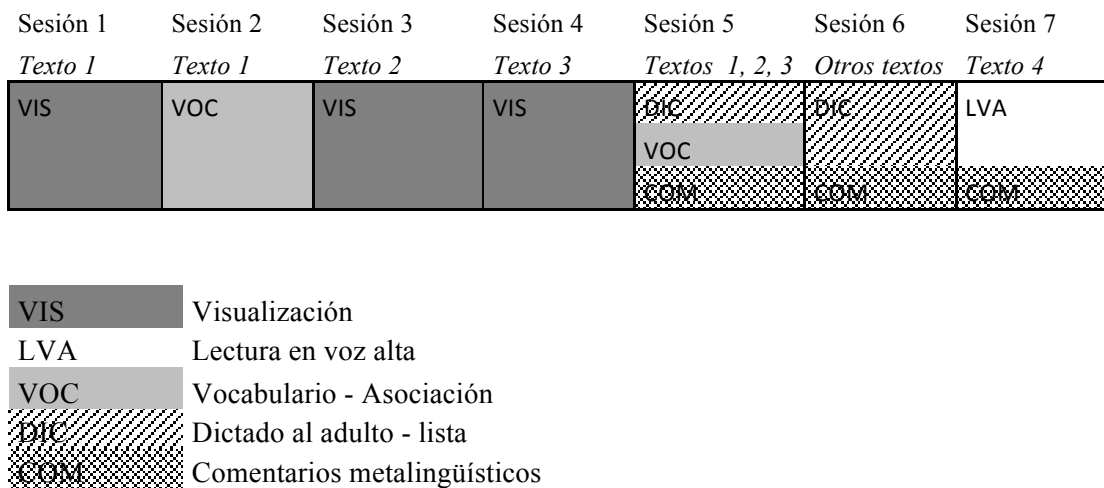 Sesión 1 Sesión 2 Sesión 3 Sesión 4 Sesión 5 Sesión 6 Sesión 7
Texto 1 Texto 1 Texto 2 Texto 3 Textos 1, 2, 3 Otros textos Texto 4
VIS VOC VIS VIS DIC DIC LVA
VOC
COM COM COM
VIS Visualización
LVA Lectura en voz alta
VOC Vocabulario - Asociación
DIC Dictado al adulto - lista
COM Comentarios metalingüísticos